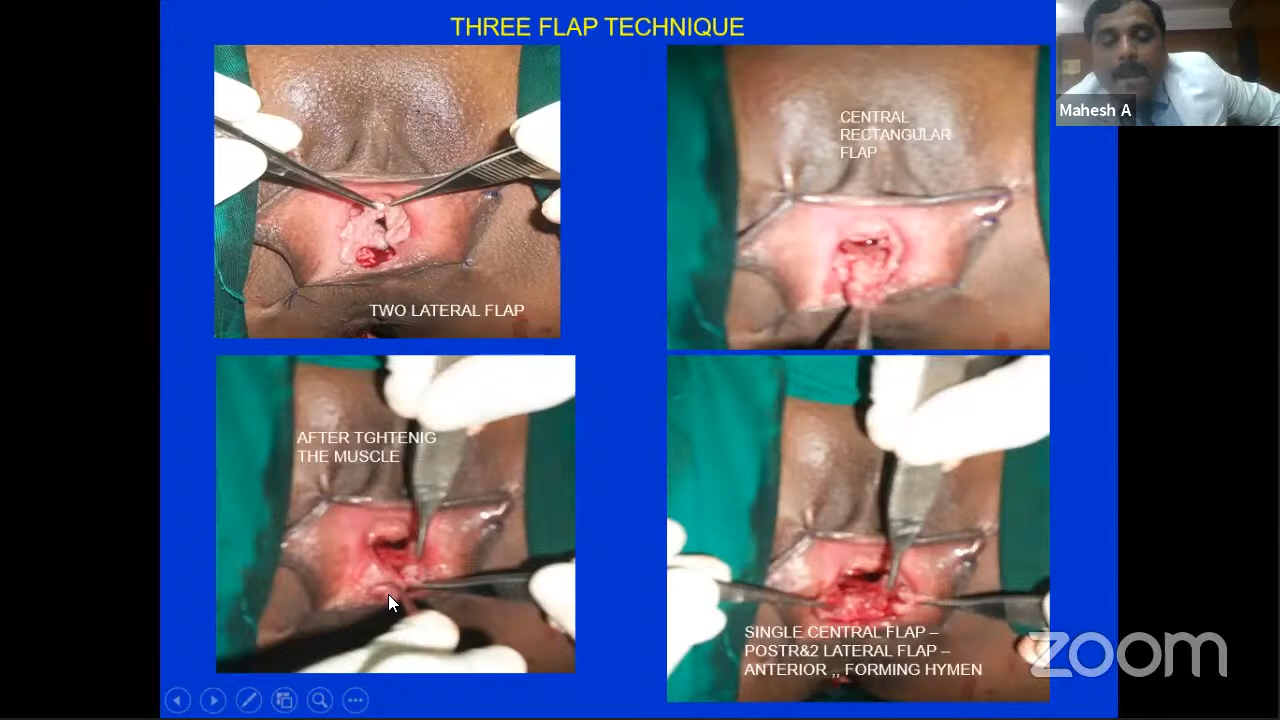 THREE FLAP TECHNIQUE
Mahesh A
TWO LATERAL FLAP
CENTRAL
RECTANGULAR
FLAP
AFTER TGHTENIG
THE MUSCLE
SINGLE CENTRAL FLAP –
POSTR&2 LATERAL FLAP –
ANTERIOR ,, FORMING HYMEN
zoom